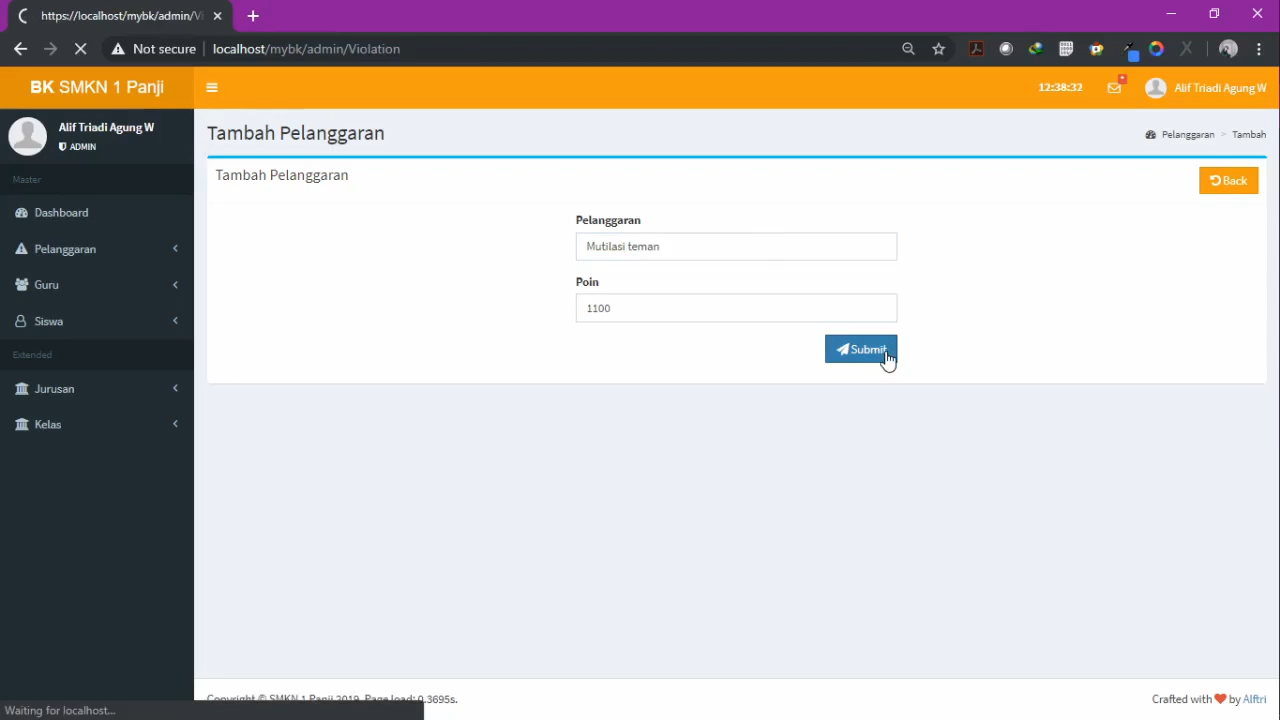 https://localhost/mybk/admin/Vi
Not secure
localhost/mybk/admin/Violation
BK SMKN 1 Panji
12:38:32
Alif Triadi Agung W
Alif Triadi Agung W
ADMIN
Master
Dashboard
Pelanggaran
Guru
Siswa
Extended
Jurusan
Kelas
Tambah Pelanggaran
Pelanggaran > Tambah
Tambah Pelanggaran
Back
Pelanggaran
Mutilasi teman
Poin
1100
Submit
Copyright © SMKN 1 Panji 2019. Page load: 0.3695s.
Crafted with ❤ by Alftri
Waiting for localhost...